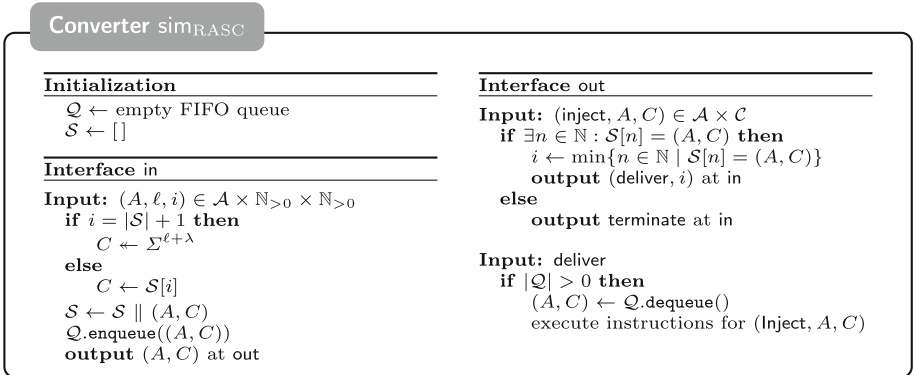 Converter sim_RASC
Initialization
𝒬 ← empty FIFO queue
𝒮 ← [ ]
Interface in
Input: (A, ℓ, i) ∈ 𝒜 × ℕ_{>0} × ℕ_{>0}
if i = |𝒮| + 1 then
C ↞ Σ^{ℓ+λ}
else
C ← 𝒮[i]
𝒮 ← 𝒮 ∥ (A, C)
𝒬.enqueue((A, C))
output (A, C) at out
Interface out
Input: (inject, A, C) ∈ 𝒜 × 𝒞
if ∃n ∈ ℕ : 𝒮[n] = (A, C) then
i ← min{n ∈ ℕ | 𝒮[n] = (A, C)}
output (deliver, i) at in
else
output terminate at in
Input: deliver
if |𝒬| > 0 then
(A, C) ← 𝒬.dequeue()
execute instructions for (Inject, A, C)